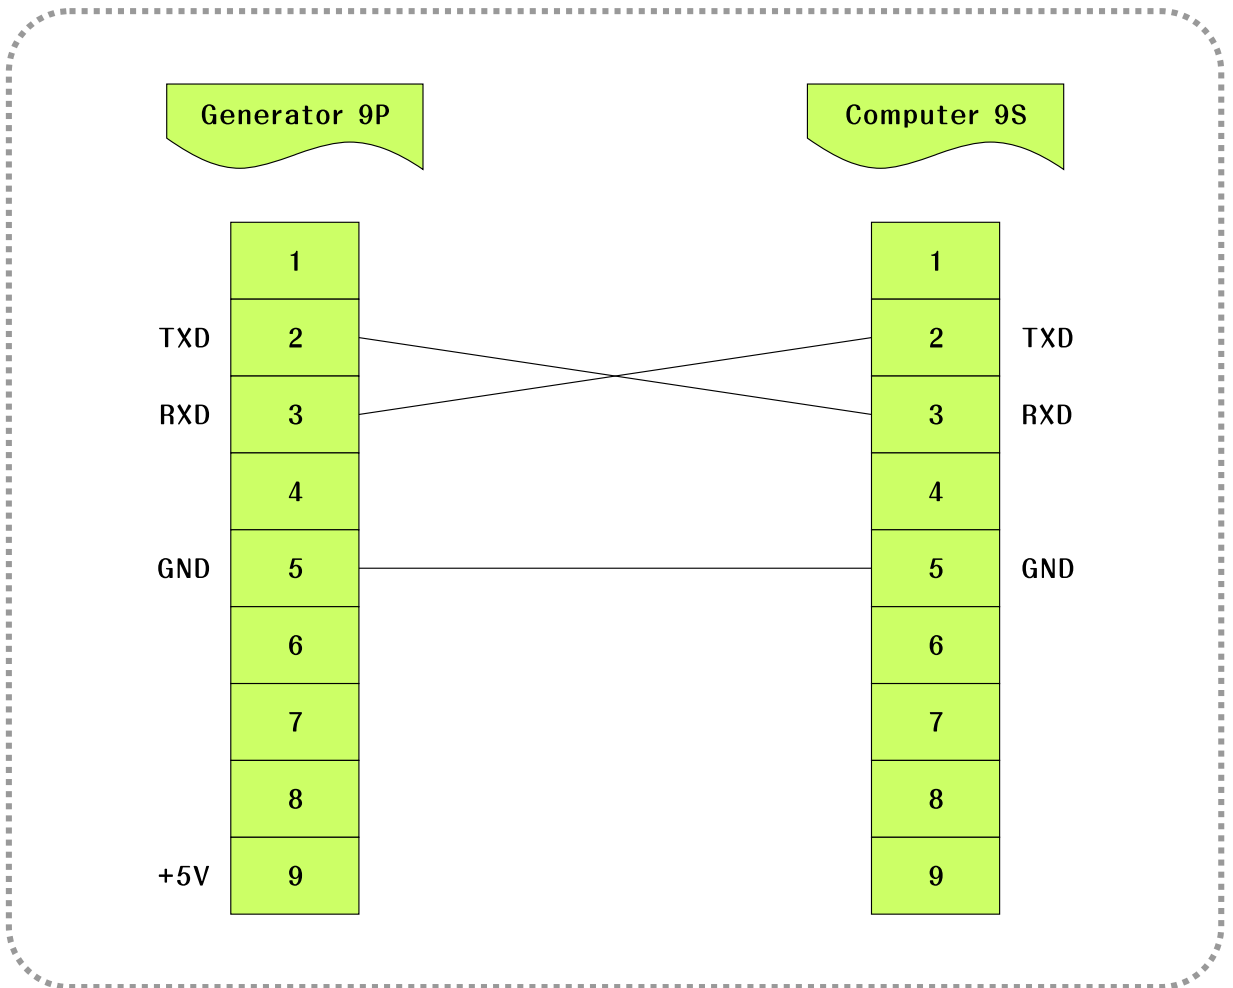 Generator 9P
Computer 9S
1 1
TXD 2 2 TXD
RXD 3 3 RXD
4 4
GND 5 5 GND
6 6
7 7
8 8
+5V 9 9